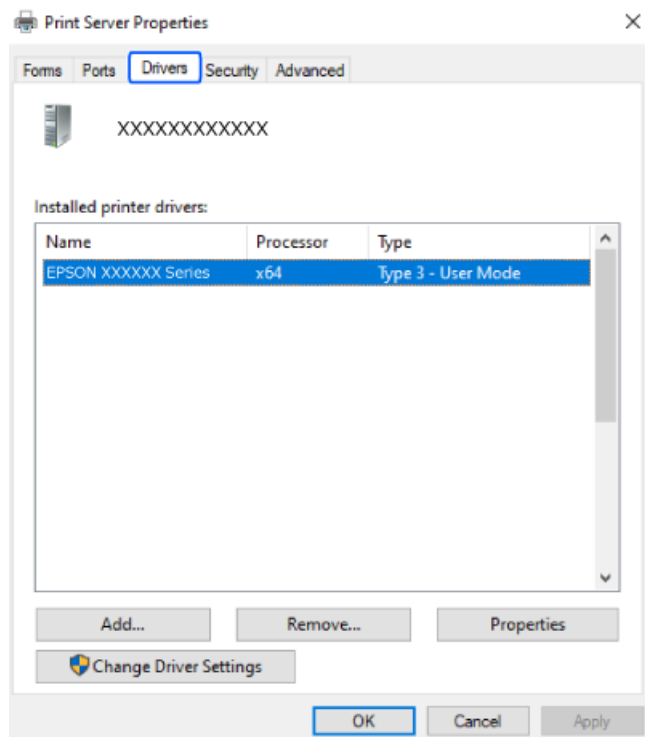 Print Server Properties
Forms Ports Drivers Security Advanced
XXXXXXXXXXXX
Installed printer drivers:
Name Processor Type
EPSON XXXXXX Series x64 Type 3 - User Mode
Add... Remove... Properties
Change Driver Settings
OK Cancel Apply